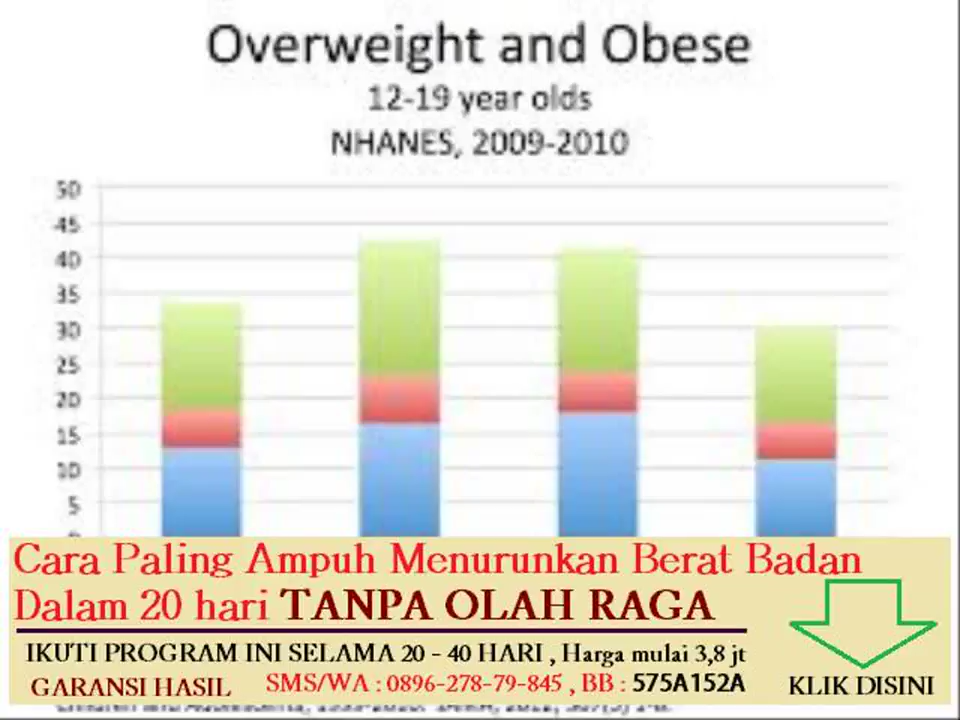 Overweight and Obese
12-19 year olds
NHANES, 2009-2010
50
45
40
35
30
25
20
15
10
5
Cara Paling Ampuh Menurunkan Berat Badan
Dalam 20 hari TANPA OLAH RAGA
IKUTI PROGRAM INI SELAMA 20 - 40 HARI , Harga mulai 3,8 jt
GARANSI HASIL SMS/WA : 0896-278-79-845 , BB : 575A152A
KLIK DISINI